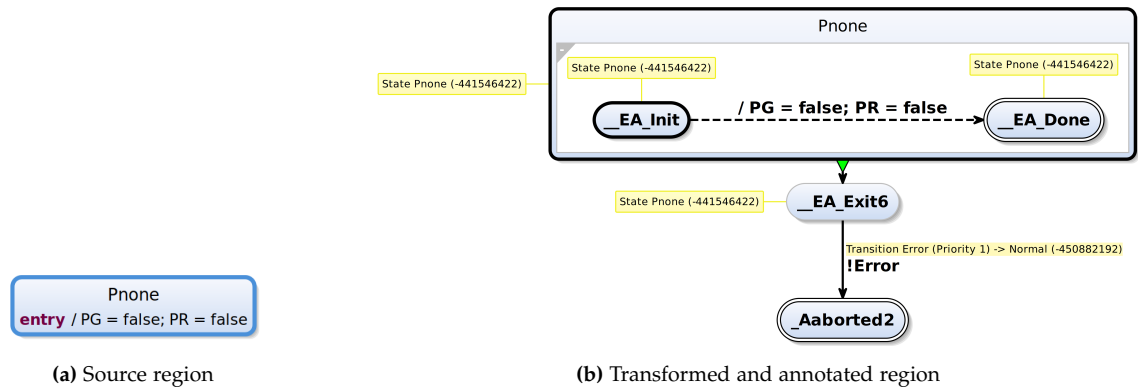 Pnone
State Pnone (-441546422)
State Pnone (-441546422)
State Pnone (-441546422)
__EA_Init
/ PG = false; PR = false
__EA_Done
State Pnone (-441546422)
__EA_Exit6
Transition Error (Priority 1) -> Normal (-450882192)
!Error
_Aaborted2
Pnone
entry / PG = false; PR = false
(a) Source region
(b) Transformed and annotated region